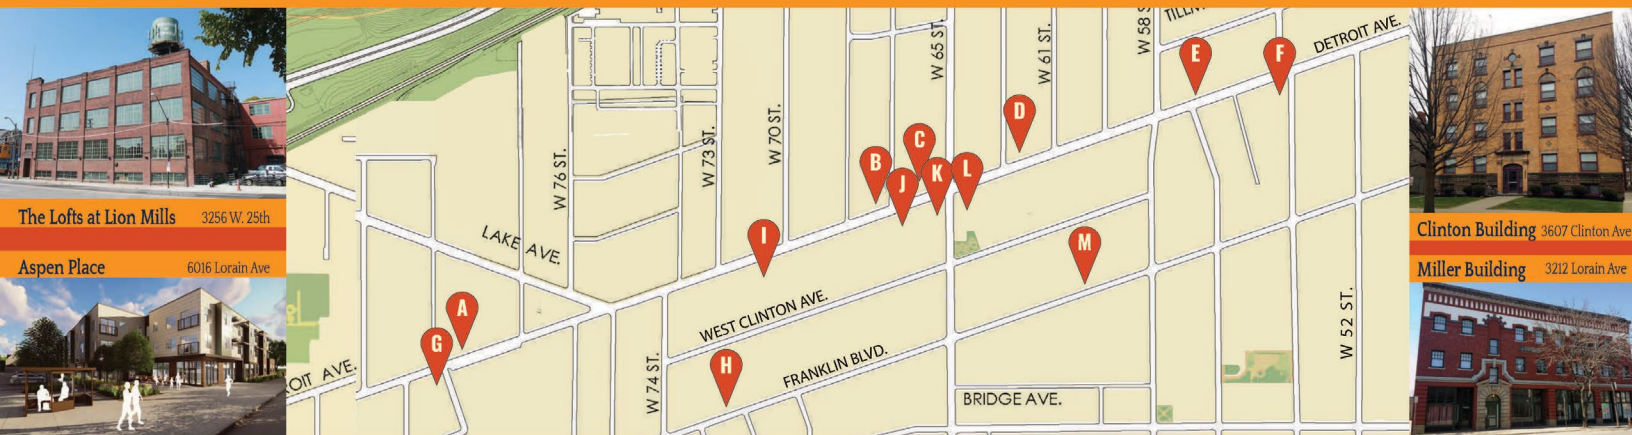 The Lofts at Lion Mills 3256 W. 25th
Aspen Place 6016 Lorain Ave
W 76 ST.
W 73 ST.
W 70 ST.
W 65 ST.
W 61 ST.
W 58 S
DETROIT AVE.
E
F
D
C
B
K
L
J
I
M
LAKE AVE.
A
G
H
WEST CLINTON AVE.
FRANKLIN BLVD.
W 74 ST.
OIT AVE.
W 52 ST.
BRIDGE AVE.
Clinton Building 3607 Clinton Ave
Miller Building 3212 Lorain Ave